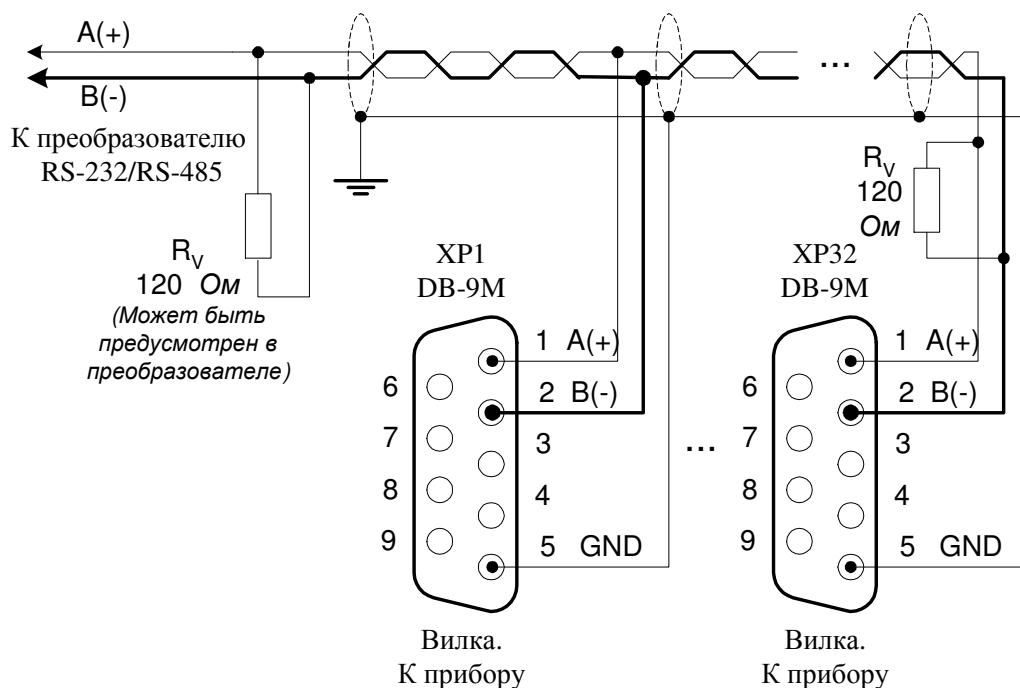 A(+)
B(-)
К преобразователю
RS-232/RS-485
R_V
120 Ом
(Может быть
предусмотрен в
преобразователе)
...
R_V
120
Ом
XP1
DB-9M
1 A(+)
6
2 B(-)
7
3
8
4
9
5 GND
Вилка.
К прибору
...
XP32
DB-9M
1 A(+)
6
2 B(-)
7
3
8
4
9
5 GND
Вилка.
К прибору